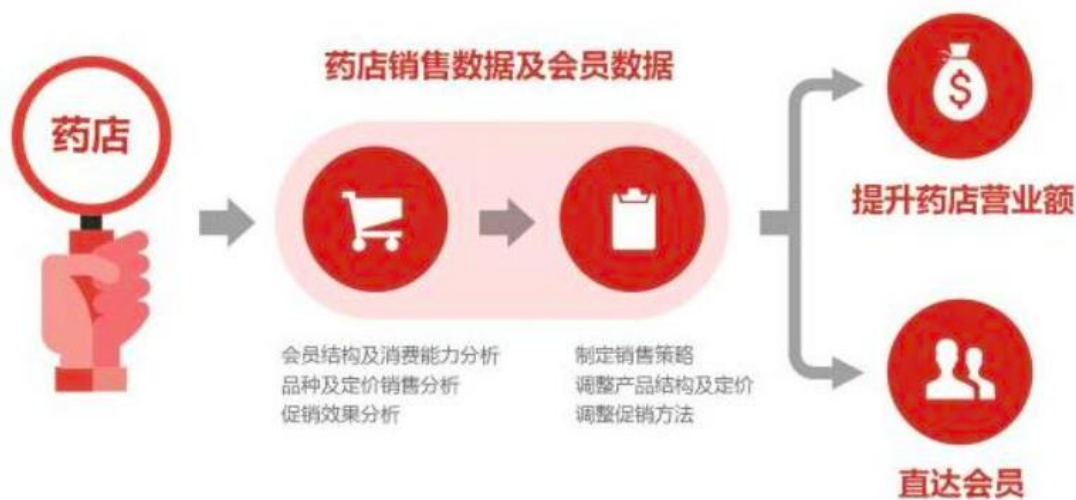 药店销售数据及会员数据
药店
$
提升药店营业额
会员结构及消费能力分析
品种及定价销售分析
促销效果分析
制定销售策略
调整产品结构及定价
调整促销方法
直达会员